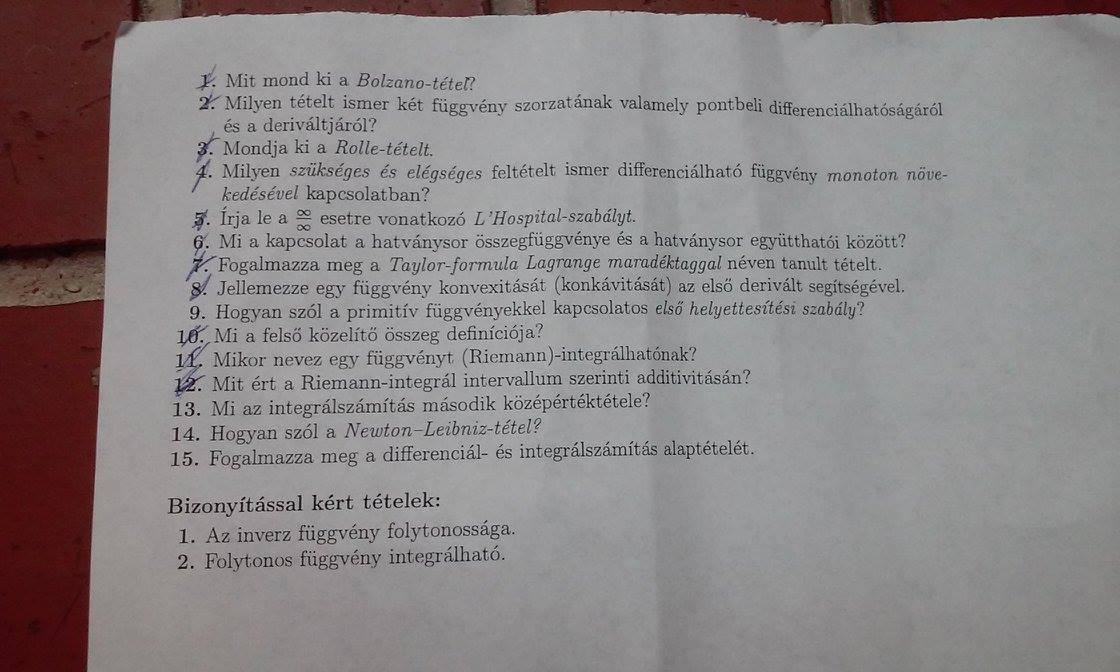 1. Mit mond ki a Bolzano-tétel?
2. Milyen tételt ismer két függvény szorzatának valamely pontbeli differenciálhatóságáról
és a deriváltjáról?
3. Mondja ki a Rolle-tételt.
4. Milyen szükséges és elégséges feltételt ismer differenciálható függvény monoton növe-
kedésével kapcsolatban?
5. Írja le a ∞/∞ esetre vonatkozó L'Hospital-szabályt.
6. Mi a kapcsolat a hatványsor összegfüggvénye és a hatványsor együtthatói között?
7. Fogalmazza meg a Taylor-formula Lagrange maradéktaggal néven tanult tételt.
8. Jellemezze egy függvény konvexitását (konkávitását) az első derivált segítségével.
9. Hogyan szól a primitív függvényekkel kapcsolatos első helyettesítési szabály?
10. Mi a felső közelítő összeg definíciója?
11. Mikor nevez egy függvényt (Riemann)-integrálhatónak?
12. Mit ért a Riemann-integrál intervallum szerinti additivitásán?
13. Mi az integrálszámítás második középértéktétele?
14. Hogyan szól a Newton–Leibniz-tétel?
15. Fogalmazza meg a differenciál- és integrálszámítás alaptételét.
Bizonyítással kért tételek:
1. Az inverz függvény folytonossága.
2. Folytonos függvény integrálható.